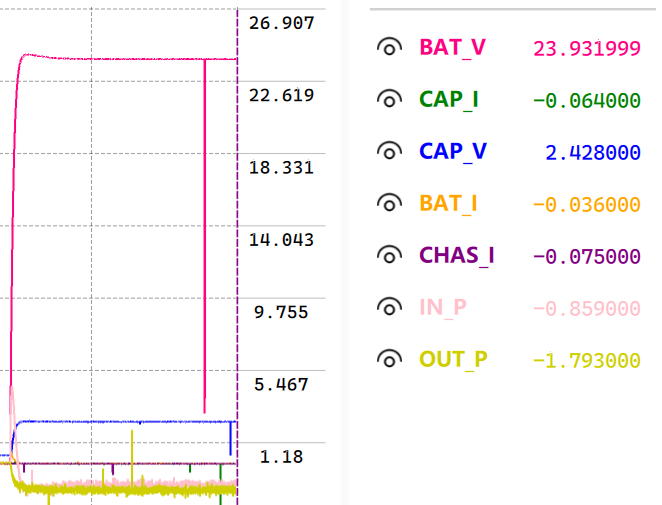 26.907
22.619
18.331
14.043
9.755
5.467
1.18
BAT_V 23.931999
CAP_I -0.064000
CAP_V 2.428000
BAT_I -0.036000
CHAS_I -0.075000
IN_P -0.859000
OUT_P -1.793000